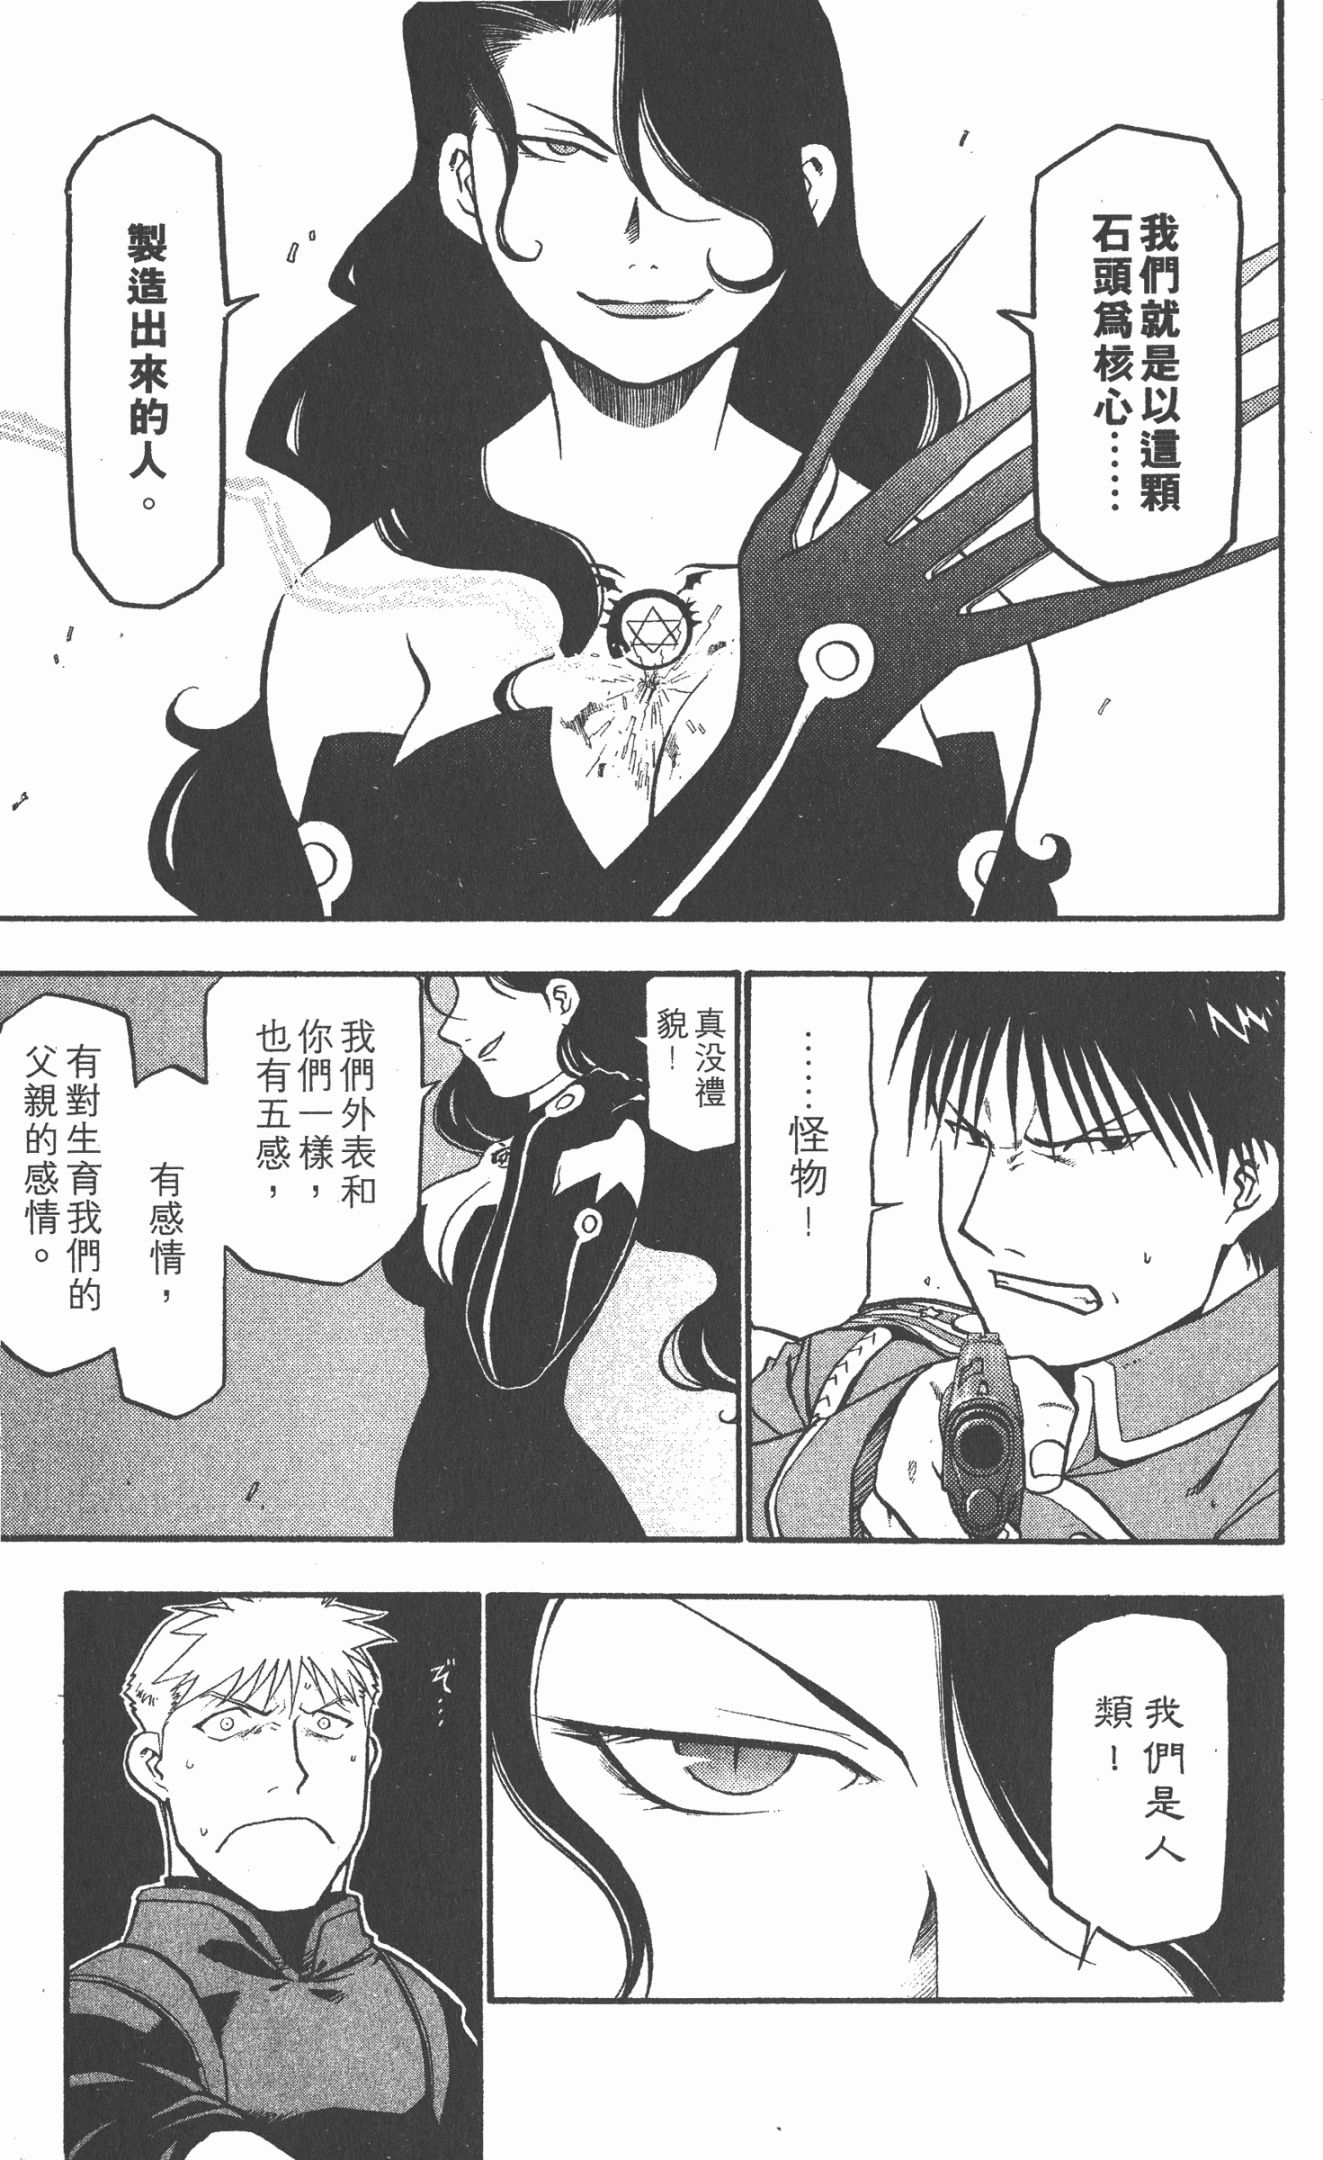 我們就是以這顆
石頭為核心……
製造出來的人。
……怪物！
真没禮
貌！
我們外表和
你們一樣，
也有五感，
有感情，
有對生育我們的
父親的感情。
我們是人
類！
ぞ…